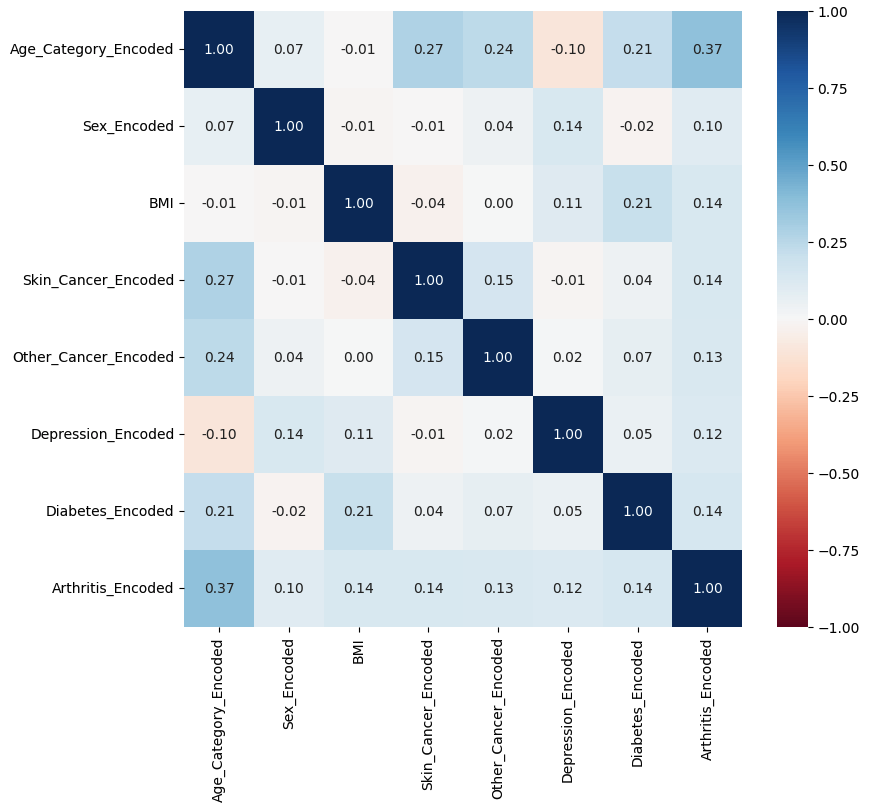 Age_Category_Encoded 1.00 0.07 -0.01 0.27 0.24 -0.10 0.21 0.37
Sex_Encoded 0.07 1.00 -0.01 -0.01 0.04 0.14 -0.02 0.10
BMI -0.01 -0.01 1.00 -0.04 0.00 0.11 0.21 0.14
Skin_Cancer_Encoded 0.27 -0.01 -0.04 1.00 0.15 -0.01 0.04 0.14
Other_Cancer_Encoded 0.24 0.04 0.00 0.15 1.00 0.02 0.07 0.13
Depression_Encoded -0.10 0.14 0.11 -0.01 0.02 1.00 0.05 0.12
Diabetes_Encoded 0.21 -0.02 0.21 0.04 0.07 0.05 1.00 0.14
Arthritis_Encoded 0.37 0.10 0.14 0.14 0.13 0.12 0.14 1.00
Age_Category_Encoded
Sex_Encoded
BMI
Skin_Cancer_Encoded
Other_Cancer_Encoded
Depression_Encoded
Diabetes_Encoded
Arthritis_Encoded
1.00
0.75
0.50
0.25
0.00
−0.25
−0.50
−0.75
−1.00